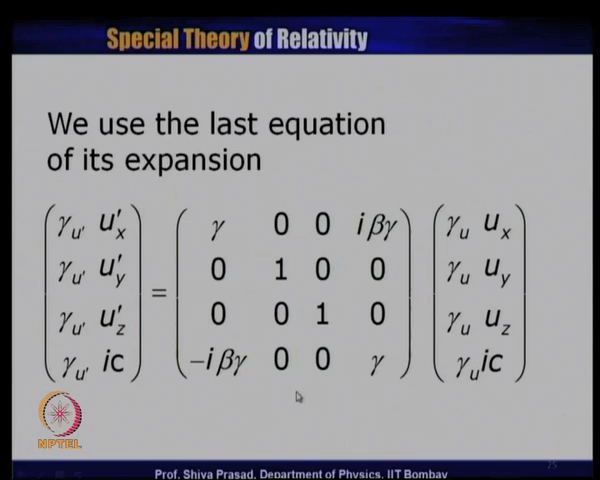 Special Theory of Relativity
We use the last equation
of its expansion
γu' u'x γ 0 0 iβγ γu ux
γu' u'y 0 1 0 0 γu uy
= 
γu' u'z 0 0 1 0 γu uz
γu' ic −iβγ 0 0 γ γu ic
NPTEL
25
Prof. Shiva Prasad, Department of Physics, IIT Bombay